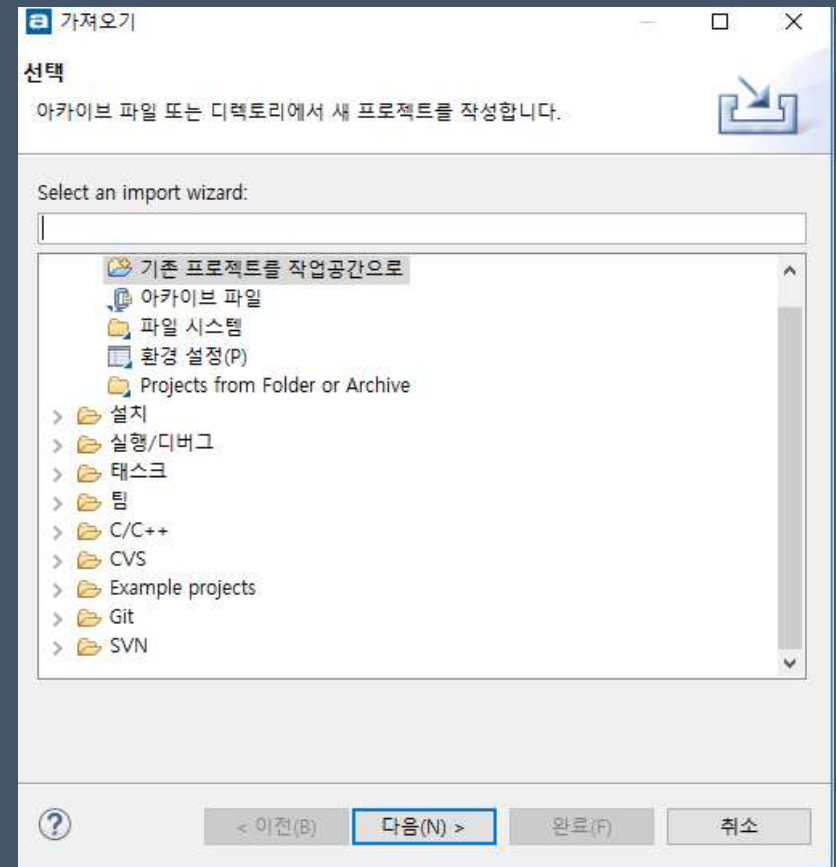 가져오기
선택
아카이브 파일 또는 디렉토리에서 새 프로젝트를 작성합니다.
Select an import wizard:
기존 프로젝트를 작업공간으로
아카이브 파일
파일 시스템
환경 설정(P)
Projects from Folder or Archive
설치
실행/디버그
태스크
팀
C/C++
CVS
Example projects
Git
SVN
< 이전(B) 다음(N) > 완료(F) 취소